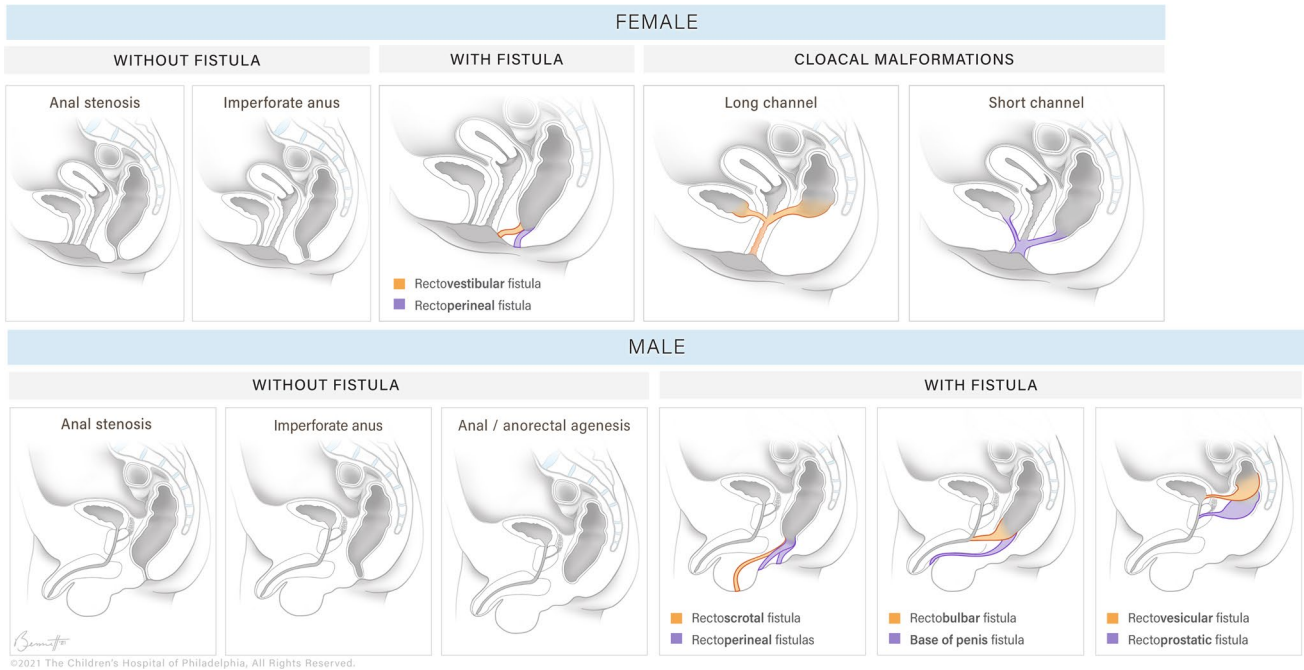 FEMALE
WITHOUT FISTULA
WITH FISTULA
CLOACAL MALFORMATIONS
Anal stenosis
Imperforate anus
Long channel
Short channel
Rectovestibular fistula
Rectoperineal fistula
MALE
WITHOUT FISTULA
WITH FISTULA
Anal stenosis
Imperforate anus
Anal / anorectal agenesis
Rectoscrotal fistula
Rectoperineal fistulas
Rectobulbar fistula
Base of penis fistula
Rectovesicular fistula
Rectoprostatic fistula
©2021 The Children's Hospital of Philadelphia, All Rights Reserved.